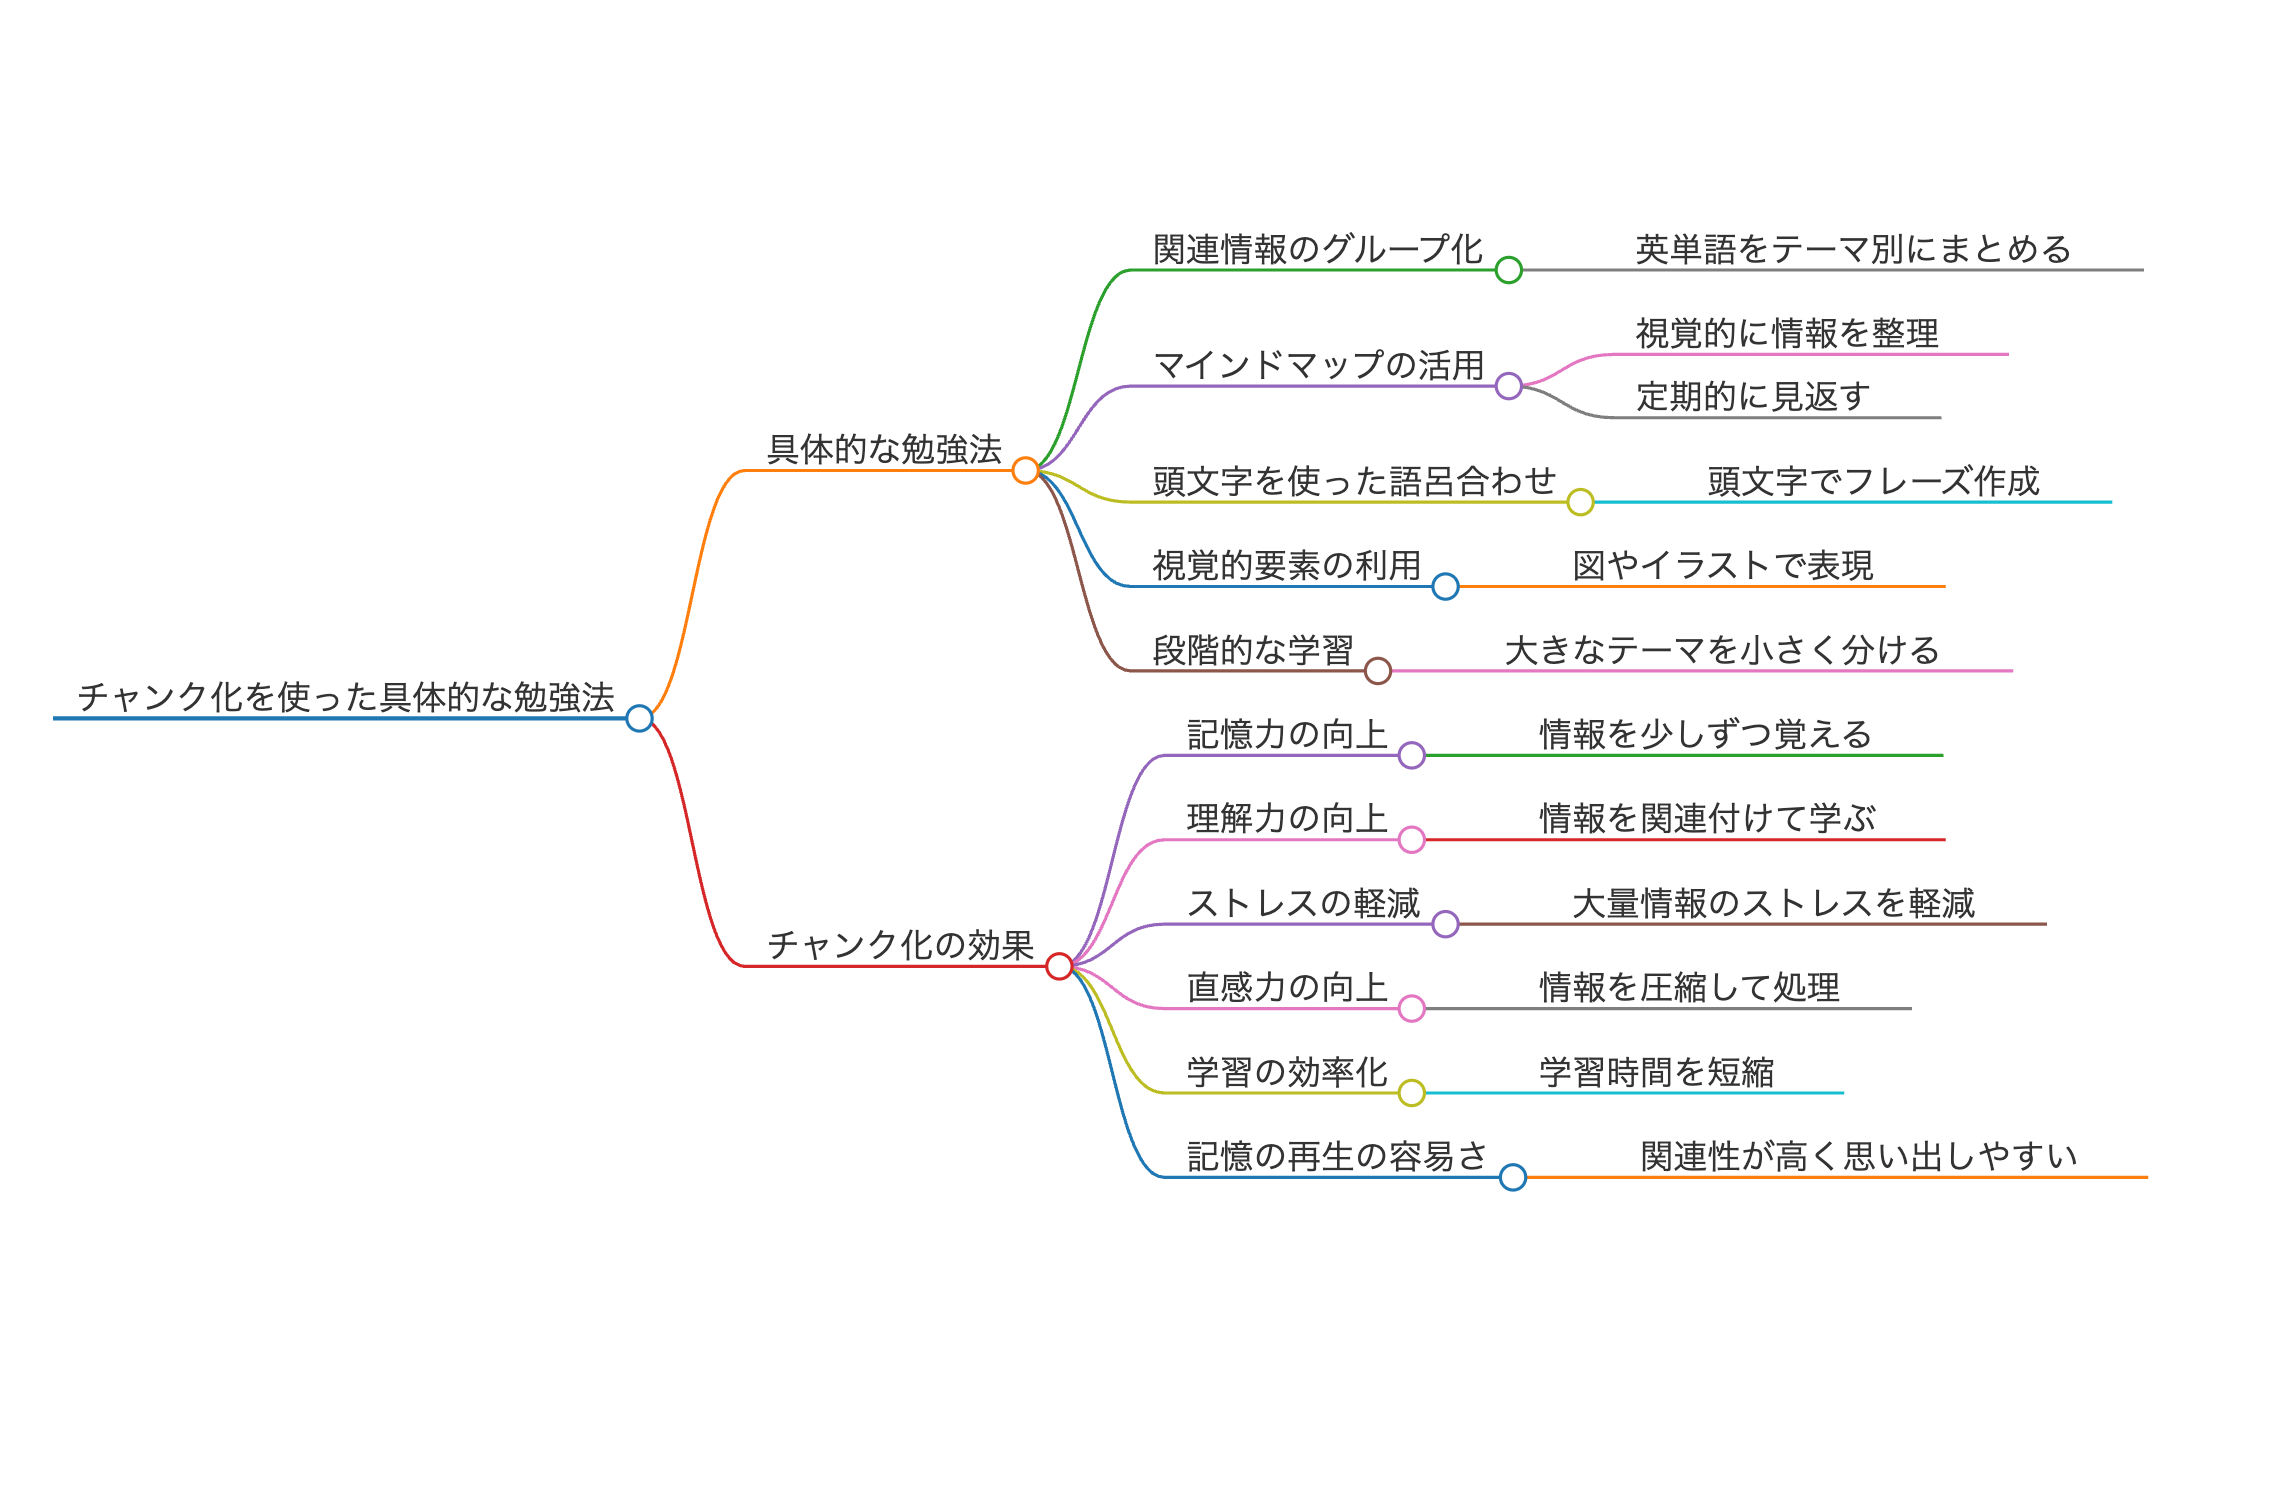 チャンク化を使った具体的な勉強法
具体的な勉強法
関連情報のグループ化
英単語をテーマ別にまとめる
マインドマップの活用
視覚的に情報を整理
定期的に見返す
頭文字を使った語呂合わせ
頭文字でフレーズ作成
視覚的要素の利用
図やイラストで表現
段階的な学習
大きなテーマを小さく分ける
チャンク化の効果
記憶力の向上
情報を少しずつ覚える
理解力の向上
情報を関連付けて学ぶ
ストレスの軽減
大量情報のストレスを軽減
直感力の向上
情報を圧縮して処理
学習の効率化
学習時間を短縮
記憶の再生の容易さ
関連性が高く思い出しやすい